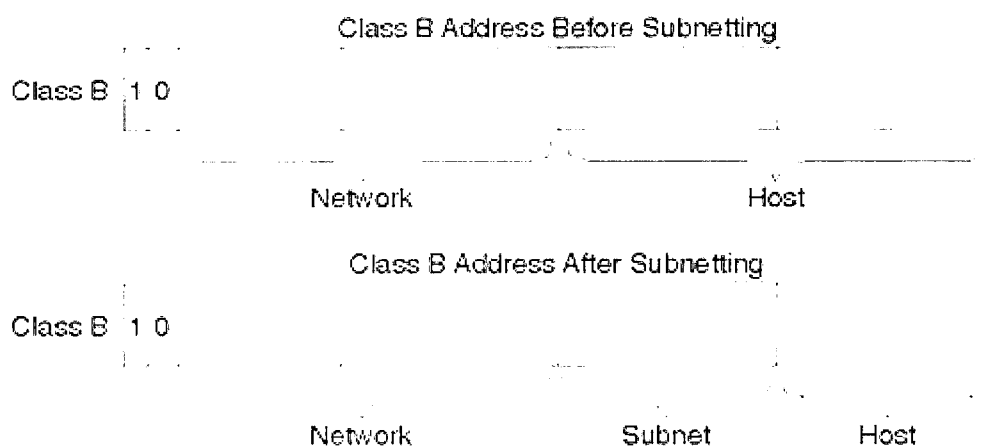 Class B Address Before Subnetting
Class B 1 0
Network Host
Class B Address After Subnetting
Class B 1 0
Network Subnet Host